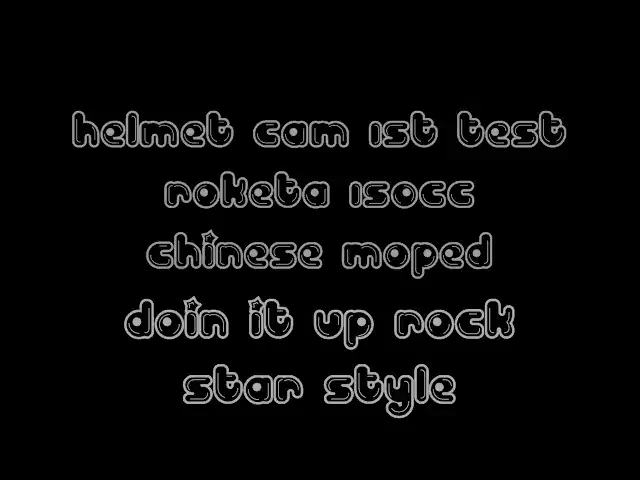 helmet cam 1st test
roketa 150cc
chinese moped
doin it up rock
star style